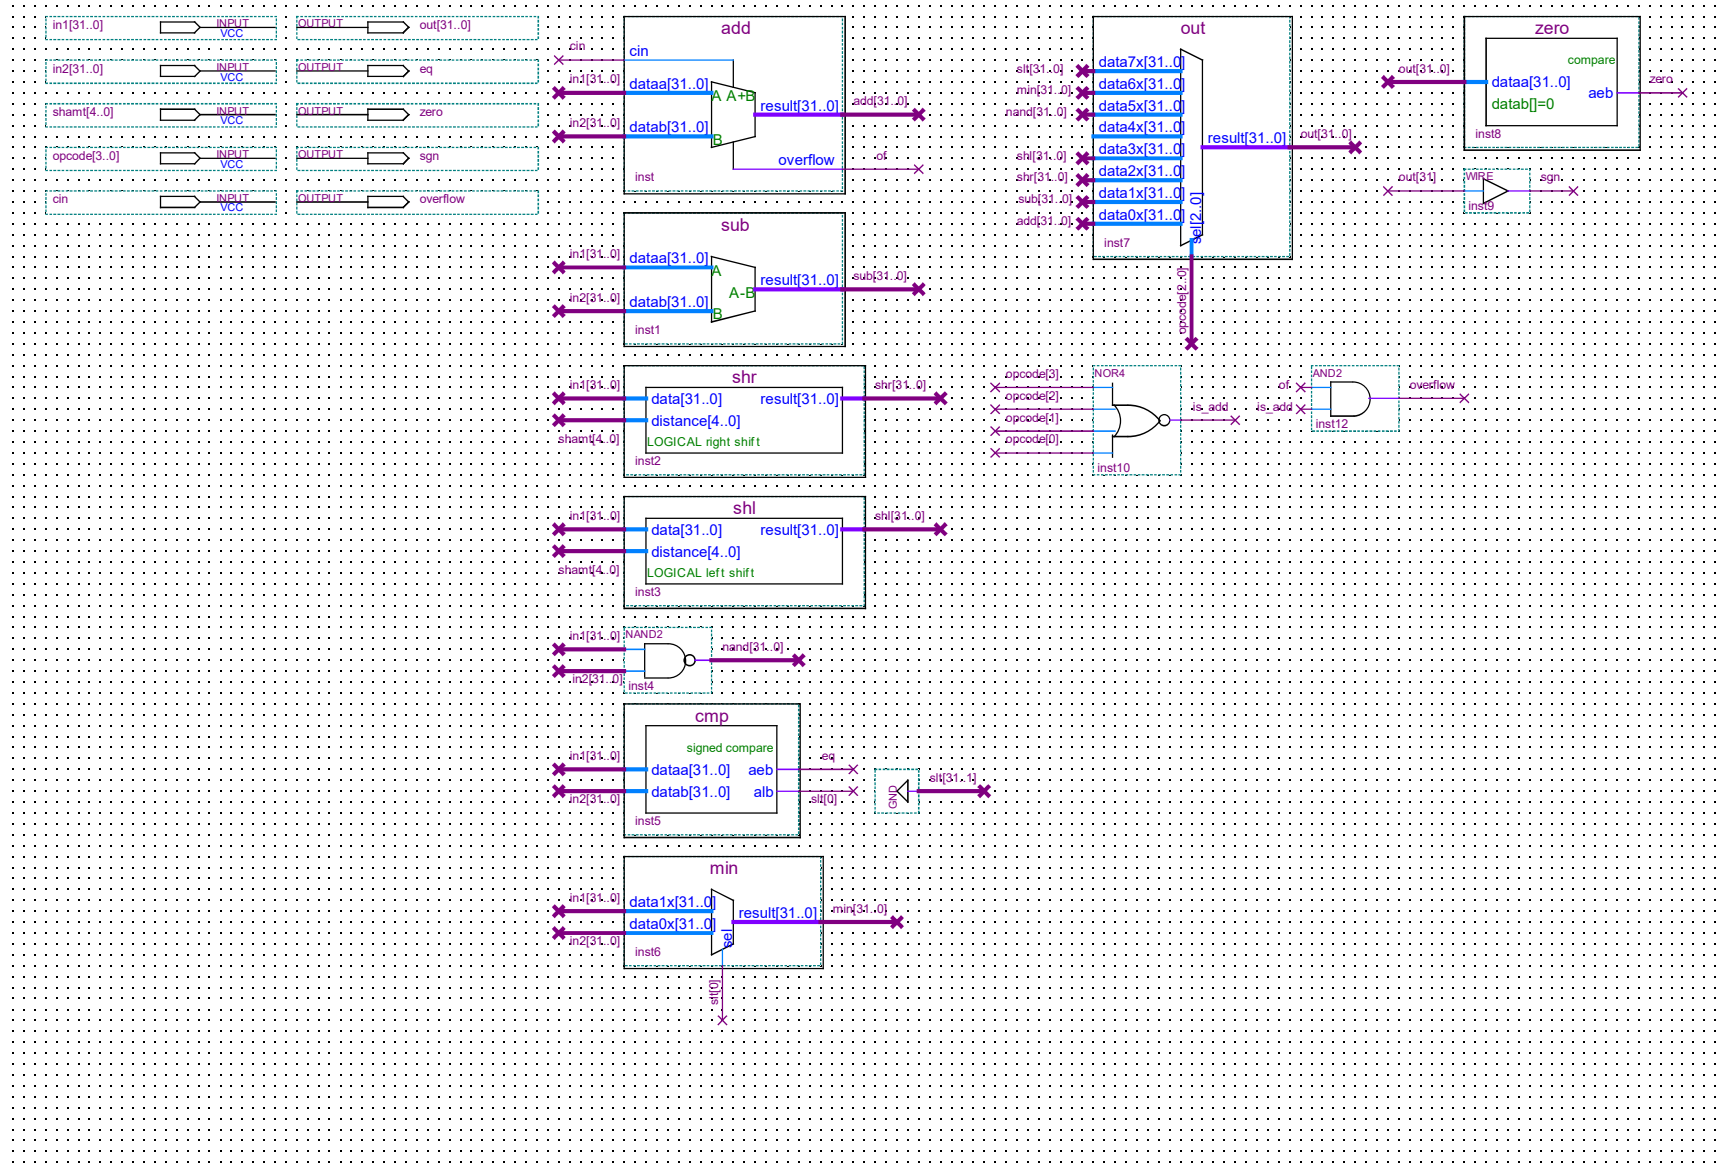 in1[31..0]
INPUT
VCC
OUTPUT
out[31..0]
in2[31..0]
INPUT
VCC
OUTPUT
eq
shamt[4..0]
INPUT
VCC
OUTPUT
zero
opcode[3..0]
INPUT
VCC
OUTPUT
sgn
cin
INPUT
VCC
OUTPUT
overflow
add
cin
cin
in1[31..0]
dataa[31..0]
A A+B
result[31..0]
add[31..0]
in2[31..0]
datab[31..0]
B
overflow
of
inst
sub
in1[31..0]
dataa[31..0]
A
result[31..0]
sub[31..0]
A-B
in2[31..0]
datab[31..0]
B
inst1
shr
in1[31..0]
data[31..0]
result[31..0]
shr[31..0]
distance[4..0]
shamt[4..0]
LOGICAL right shift
inst2
shl
in1[31..0]
data[31..0]
result[31..0]
shl[31..0]
distance[4..0]
shamt[4..0]
LOGICAL left shift
inst3
NAND2
in1[31..0]
nand[31..0]
in2[31..0]
inst4
cmp
signed compare
in1[31..0]
dataa[31..0]
aeb
eq
in2[31..0]
datab[31..0]
alb
slt[0]
inst5
GND
slt[31..1]
min
in1[31..0]
data1x[31..0]
data0x[31..0]
in2[31..0]
result[31..0]
min[31..0]
sel
inst6
slt[0]
out
slt[31..0]
data7x[31..0]
min[31..0]
data6x[31..0]
nand[31..0]
data5x[31..0]
data4x[31..0]
result[31..0]
out[31..0]
shl[31..0]
data3x[31..0]
shr[31..0]
data2x[31..0]
sub[31..0]
data1x[31..0]
add[31..0]
data0x[31..0]
sel[2..0]
inst7
opcode[2..0]
zero
compare
out[31..0]
dataa[31..0]
aeb
zero
datab[]=0
inst8
out[31]
WIRE
sgn
inst9
NOR4
opcode[3]
opcode[2]
opcode[1]
opcode[0]
is_add
inst10
AND2
of
is_add
overflow
inst12